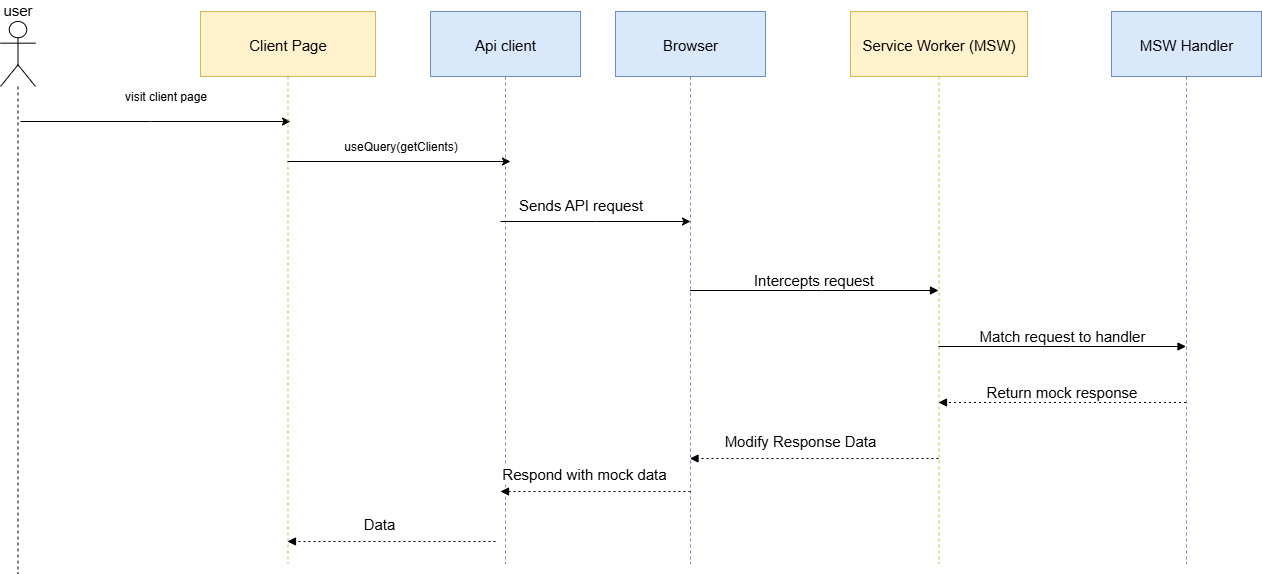 user
Client Page
Api client
Browser
Service Worker (MSW)
MSW Handler
visit client page
useQuery(getClients)
Sends API request
Intercepts request
Match request to handler
Return mock response
Modify Response Data
Respond with mock data
Data